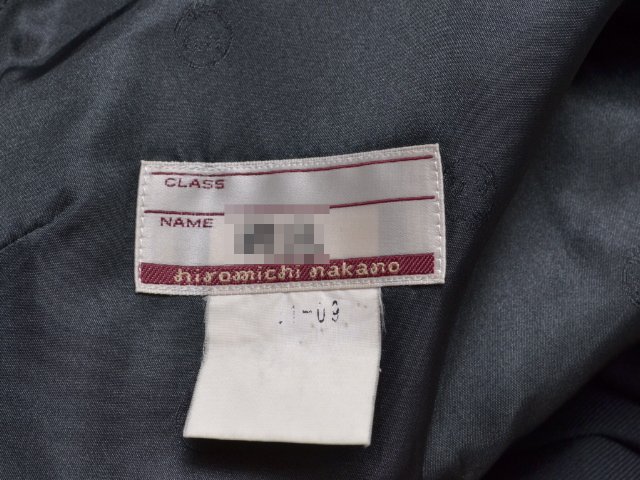 CLASS
NAME
hiromichi nakano
-09